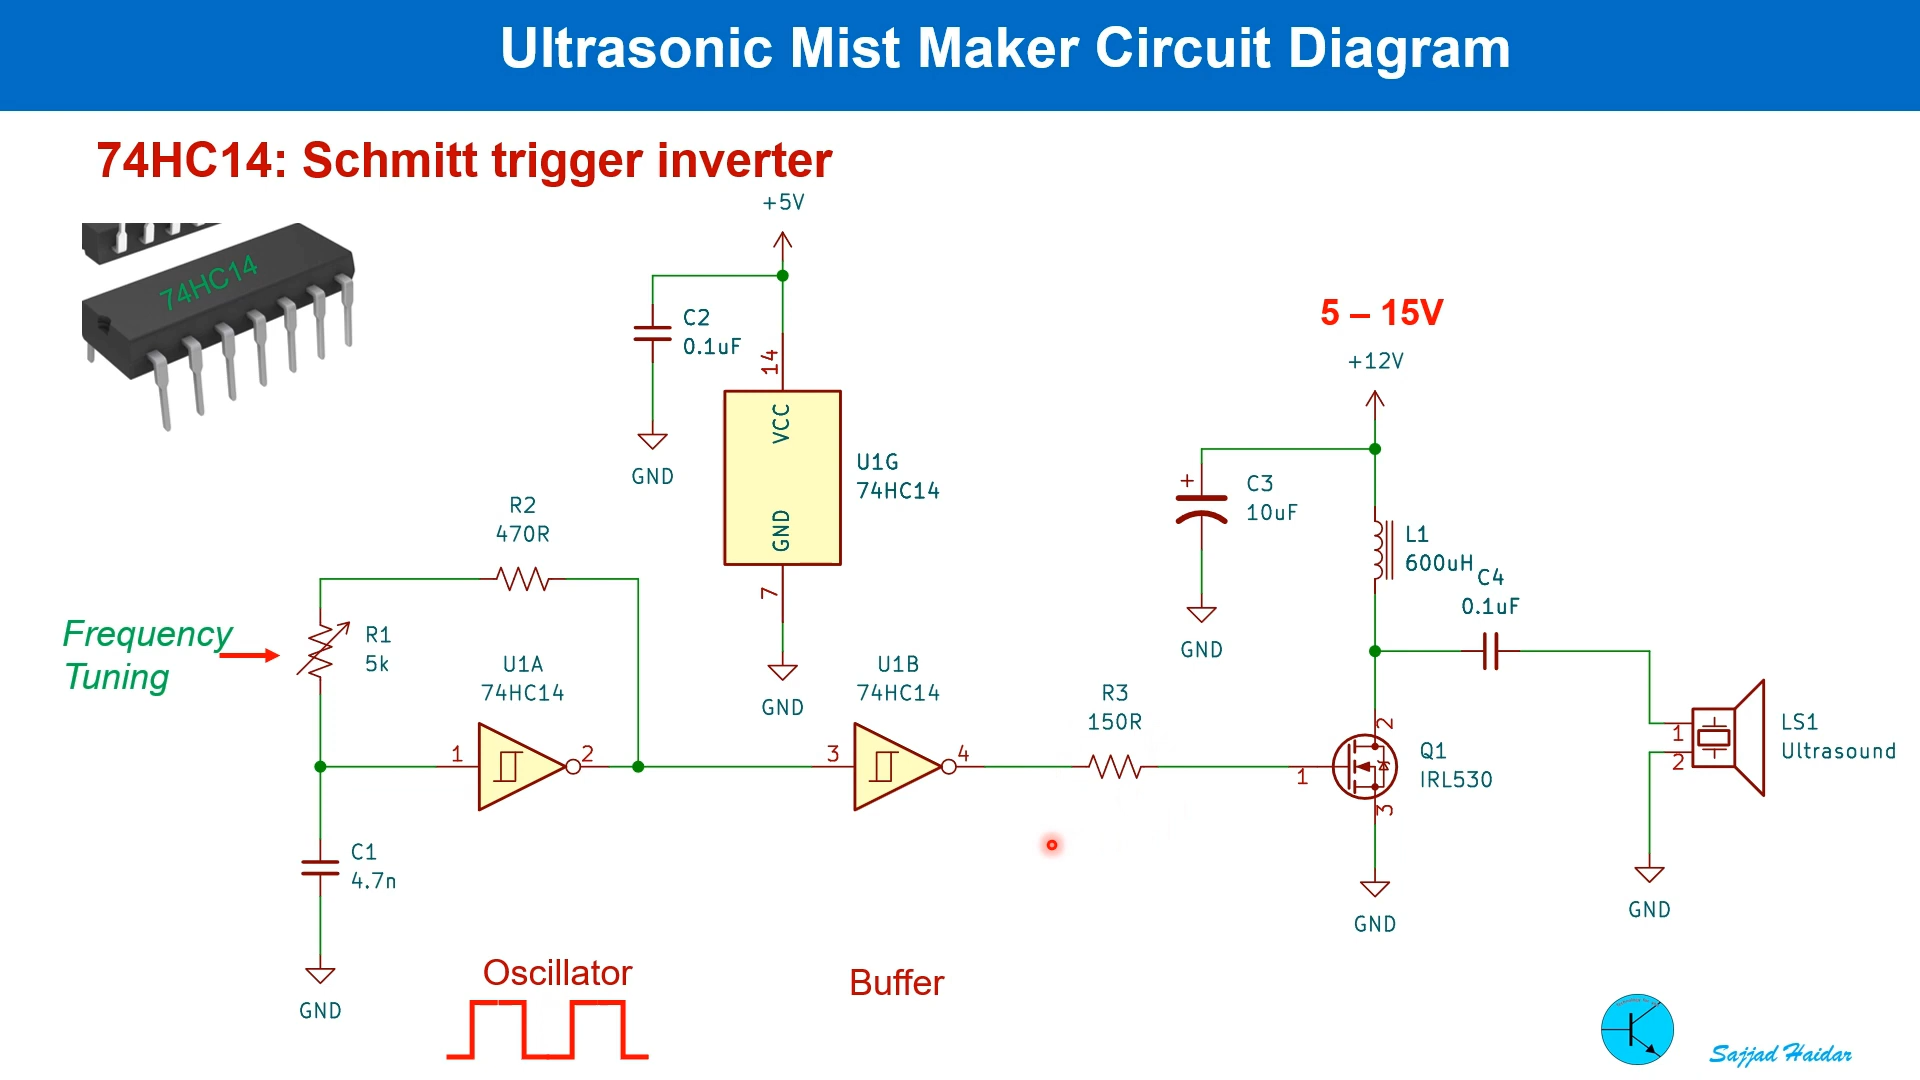 Ultrasonic Mist Maker Circuit Diagram
74HC14: Schmitt trigger inverter
74HC14
+5V
C2
0.1uF
14
VCC
GND
7
U1G
74HC14
GND
GND
5 – 15V
+12V
C3
10uF
+
GND
L1
600uH
C4
0.1uF
R2
470R
Frequency
Tuning
R1
5k
U1A
74HC14
1
2
U1B
74HC14
3
4
R3
150R
1
2
3
Q1
IRL530
GND
1
2
LS1
Ultrasound
GND
C1
4.7n
GND
Oscillator
Buffer
Sajjad Haidar